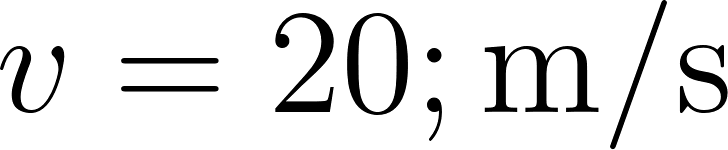 v = 20; m/s